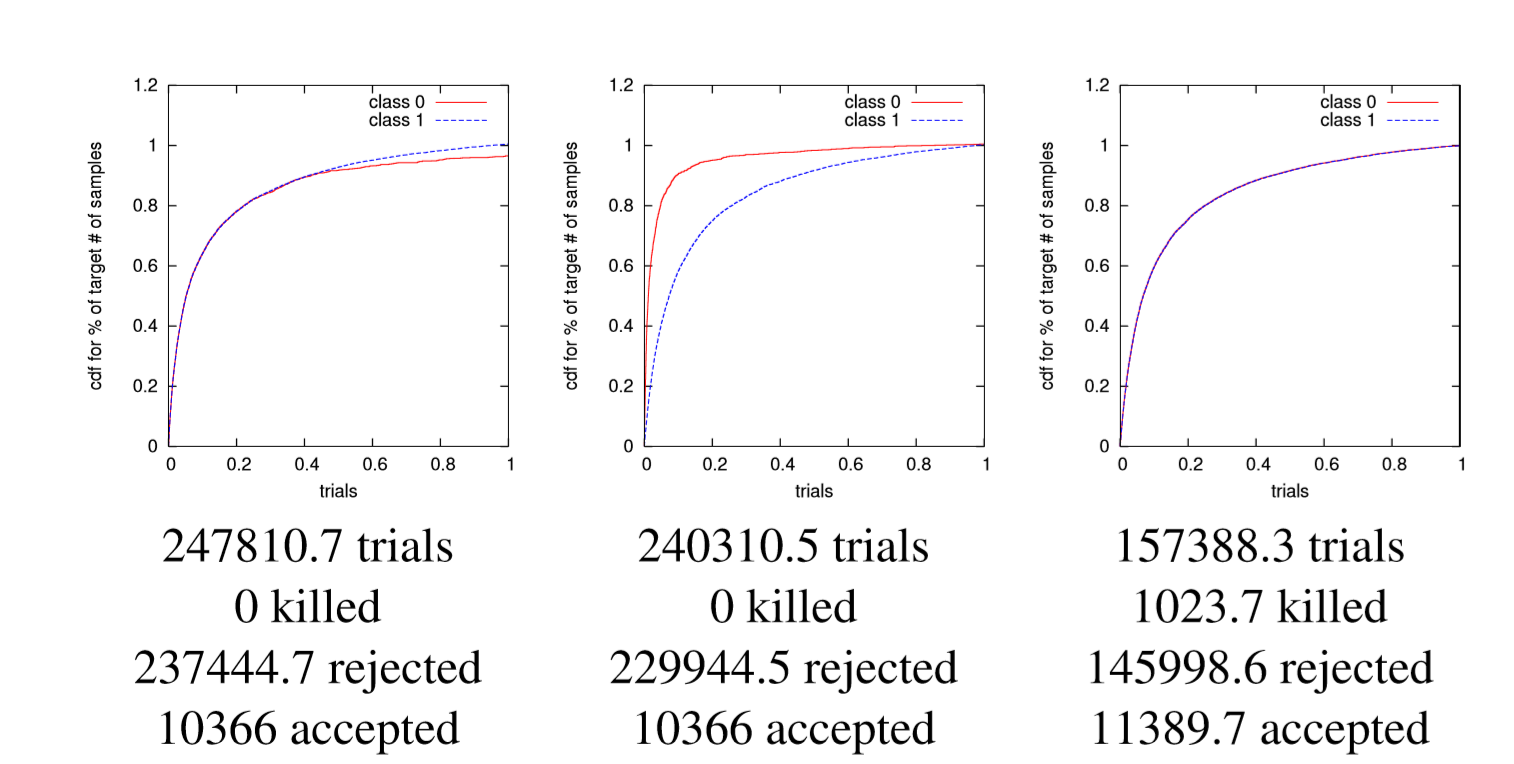 1.2
1
0.8
0.6
0.4
0.2
0
0 0.2 0.4 0.6 0.8 1
cdf for % of target # of samples
trials
class 0
class 1
247810.7 trials
0 killed
237444.7 rejected
10366 accepted
1.2
1
0.8
0.6
0.4
0.2
0
0 0.2 0.4 0.6 0.8 1
cdf for % of target # of samples
trials
class 0
class 1
240310.5 trials
0 killed
229944.5 rejected
10366 accepted
1.2
1
0.8
0.6
0.4
0.2
0
0 0.2 0.4 0.6 0.8 1
cdf for % of target # of samples
trials
class 0
class 1
157388.3 trials
1023.7 killed
145998.6 rejected
11389.7 accepted